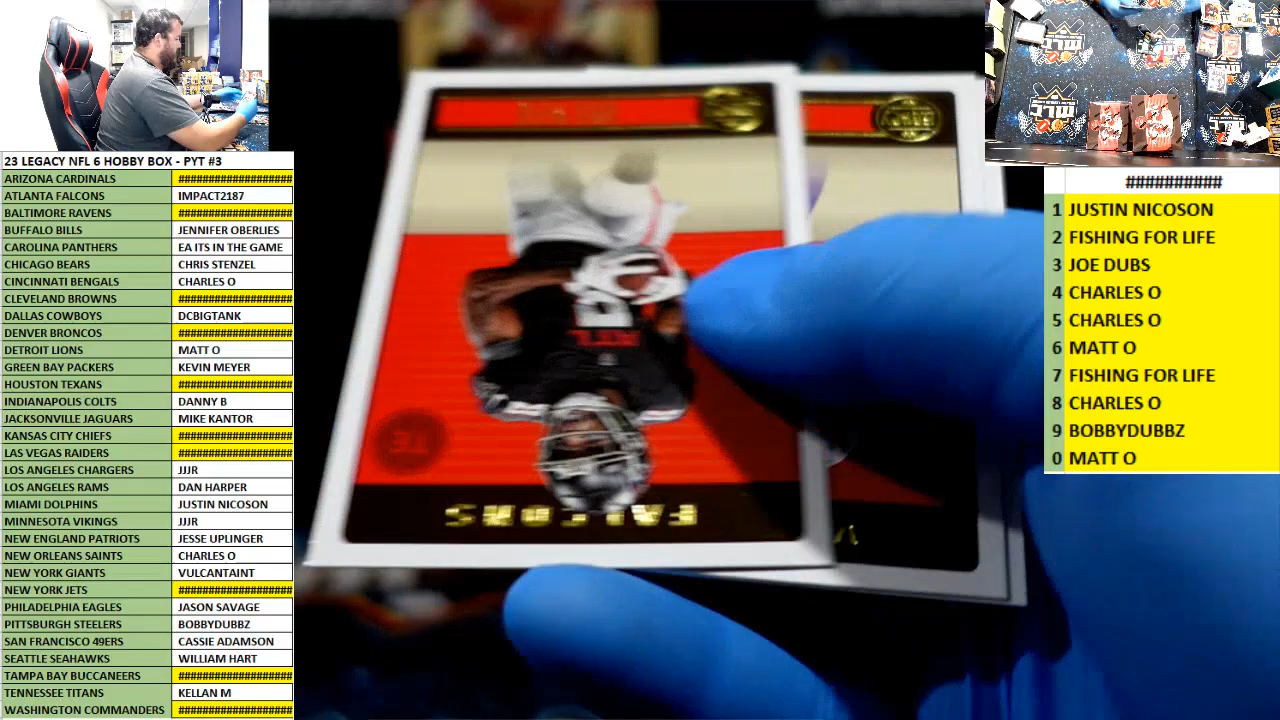 23 LEGACY NFL 6 HOBBY BOX - PYT #3
ARIZONA CARDINALS ###################
ATLANTA FALCONS IMPACT2187
BALTIMORE RAVENS ###################
BUFFALO BILLS JENNIFER OBERLIES
CAROLINA PANTHERS EA ITS IN THE GAME
CHICAGO BEARS CHRIS STENZEL
CINCINNATI BENGALS CHARLES O
CLEVELAND BROWNS ###################
DALLAS COWBOYS DCBIGTANK
DENVER BRONCOS ###################
DETROIT LIONS MATT O
GREEN BAY PACKERS KEVIN MEYER
HOUSTON TEXANS ###################
INDIANAPOLIS COLTS DANNY B
JACKSONVILLE JAGUARS MIKE KANTOR
KANSAS CITY CHIEFS ###################
LAS VEGAS RAIDERS ###################
LOS ANGELES CHARGERS JJJR
LOS ANGELES RAMS DAN HARPER
MIAMI DOLPHINS JUSTIN NICOSON
MINNESOTA VIKINGS JJJR
NEW ENGLAND PATRIOTS JESSE UPLINGER
NEW ORLEANS SAINTS CHARLES O
NEW YORK GIANTS VULCANTAINT
NEW YORK JETS ###################
PHILADELPHIA EAGLES JASON SAVAGE
PITTSBURGH STEELERS BOBBYDUBBZ
SAN FRANCISCO 49ERS CASSIE ADAMSON
SEATTLE SEAHAWKS WILLIAM HART
TAMPA BAY BUCCANEERS ###################
TENNESSEE TITANS KELLAN M
WASHINGTON COMMANDERS ###################
TE
FALCONS
##########
1 JUSTIN NICOSON
2 FISHING FOR LIFE
3 JOE DUBS
4 CHARLES O
5 CHARLES O
6 MATT O
7 FISHING FOR LIFE
8 CHARLES O
9 BOBBYDUBBZ
0 MATT O